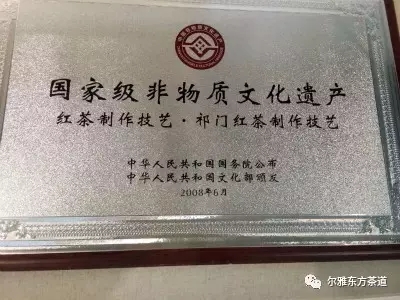 国家级非物质文化遗产
红茶制作技艺·祁门红茶制作技艺
中华人民共和国国务院公布
中华人民共和国文化部颁发
2008年6月
尔雅东方茶道